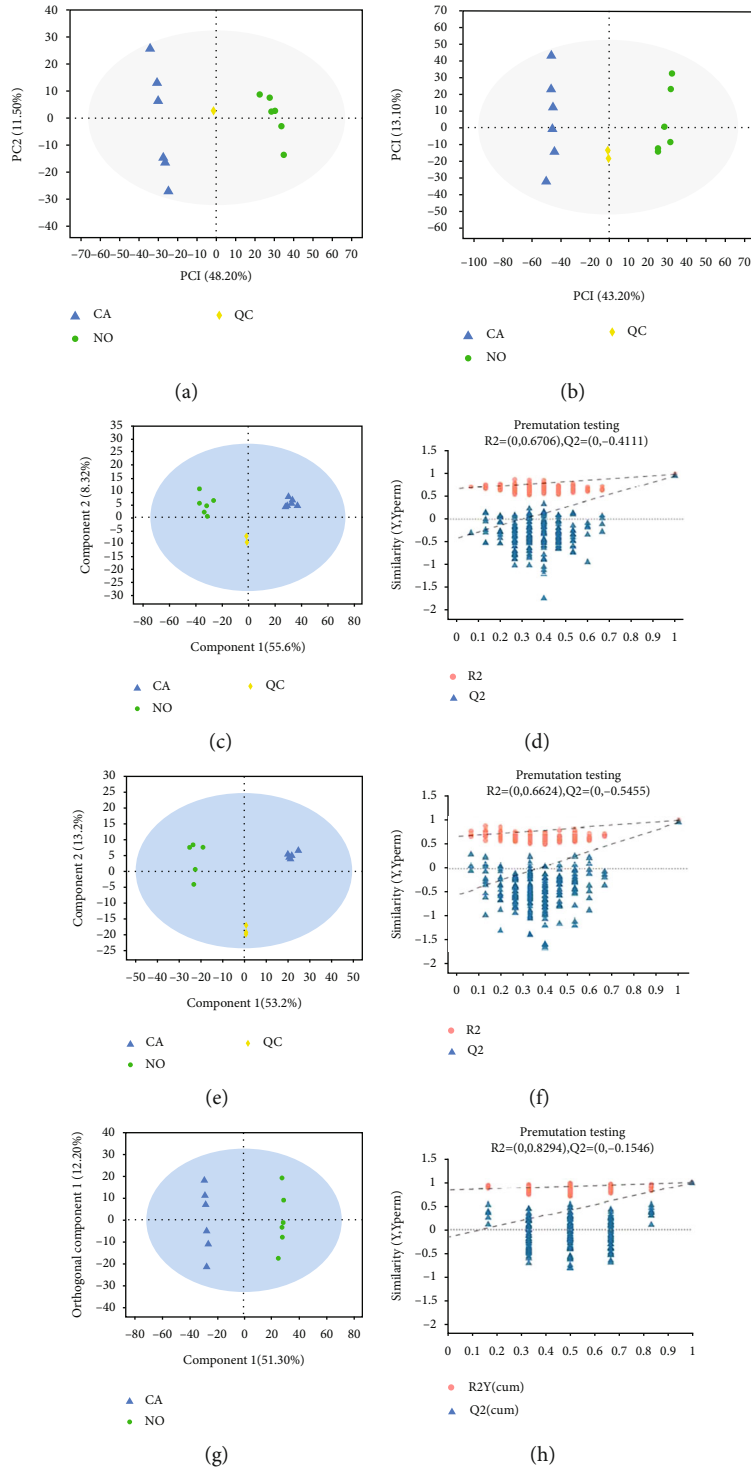 40
30
20
10
0
−10
−20
−30
−40
PC2 (11.50%)
−70−60−50−40−30−20−10 0 10 20 30 40 50 60 70
PCI (48.20%)
CA QC
NO
(a)
70
60
50
40
30
20
10
0
−10
−20
−30
−40
−50
−60
PCI (13.10%)
−100 −80 −60 −40 −20 0 10 20 30 40 50 60 70
PCI (43.20%)
CA QC
NO
(b)
35
30
25
20
15
10
5
0
−5
−10
−15
−20
−25
−30
Component 2 (8.32%)
−80 −60 −40 −20 0 20 40 60 80
Component 1(55.6%)
CA QC
NO
(c)
Premutation testing
R2=(0,0.6706),Q2=(0,−0.4111)
1.5
1
0.5
0
−0.5
−1
−1.5
−2
Similarity (Y,Yperm)
0 0.1 0.2 0.3 0.4 0.5 0.6 0.7 0.8 0.9 1
R2
Q2
(d)
30
25
20
15
10
5
0
−5
−10
−15
−20
−25
Component 2 (13.2%)
−50 −40 −30 −20 −10 0 10 20 30 40 50
Component 1(53.2%)
CA QC
NO
(e)
Premutation testing
R2=(0,0.6624),Q2=(0,−0.5455)
1.5
1
0.5
0
−0.5
−1
−1.5
−2
Similarity (Y,Yperm)
0 0.1 0.2 0.3 0.4 0.5 0.6 0.7 0.8 0.9 1
R2
Q2
(f)
40
30
20
10
0
−10
−20
−30
−40
Orthogonal component 1 (12.20%)
−80 −60 −40 −20 0 20 40 60 80
Component 1(51.30%)
CA
NO
(g)
Premutation testing
R2=(0,0.8294),Q2=(0,−0.1546)
1.5
1
0.5
0
−0.5
−1
−1.5
−2
Similarity (Y,Yperm)
0 0.1 0.2 0.3 0.4 0.5 0.6 0.7 0.8 0.9 1
R2Y(cum)
Q2(cum)
(h)